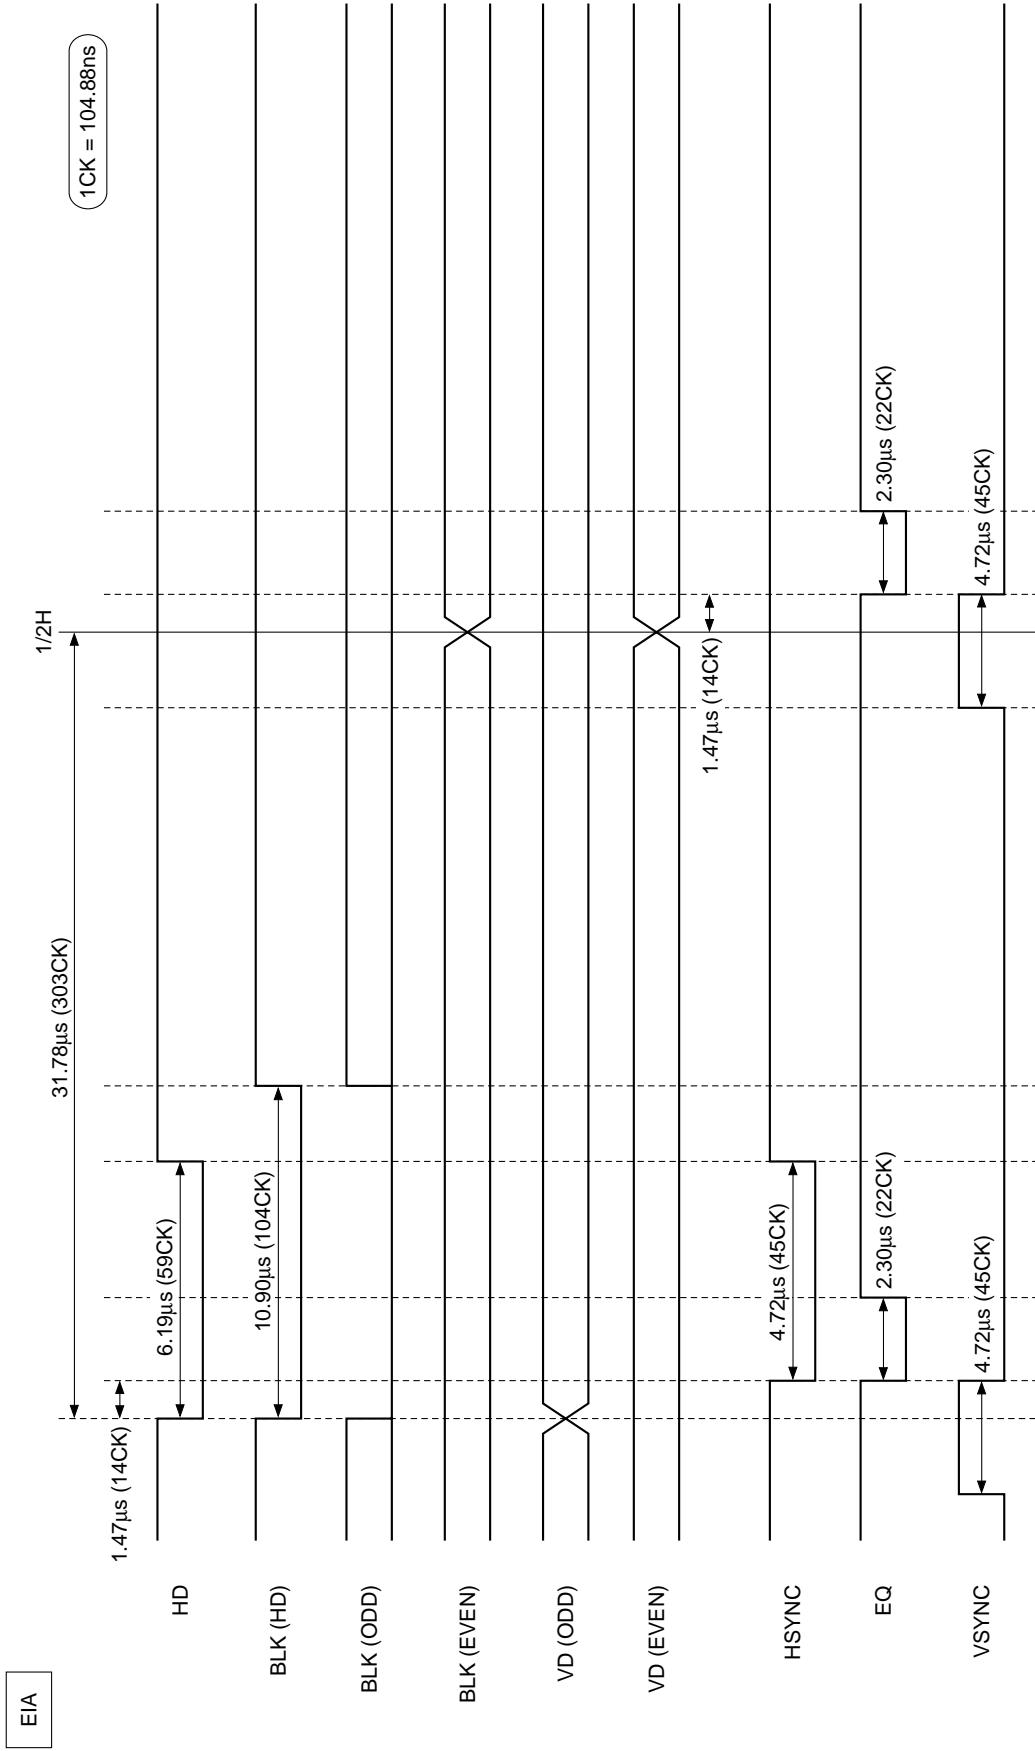 EIA
1CK = 104.88ns
1/2H
31.78µs (303CK)
1.47µs (14CK)
HD
6.19µs (59CK)
BLK (HD)
10.90µs (104CK)
BLK (ODD)
BLK (EVEN)
VD (ODD)
VD (EVEN)
1.47µs (14CK)
HSYNC
4.72µs (45CK)
EQ
2.30µs (22CK)
2.30µs (22CK)
VSYNC
4.72µs (45CK)
4.72µs (45CK)